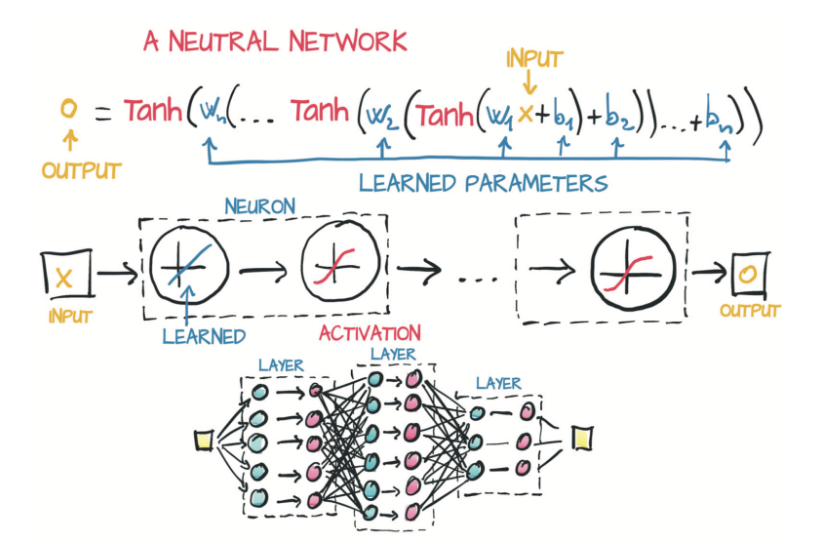 A NEUTRAL NETWORK
INPUT
O = Tanh(wₙ(... Tanh(w₂(Tanh(w₁x+b₁)+b₂))...+bₙ))
OUTPUT
LEARNED PARAMETERS
NEURON
X
...
O
INPUT
OUTPUT
LEARNED
ACTIVATION
LAYER
LAYER
LAYER